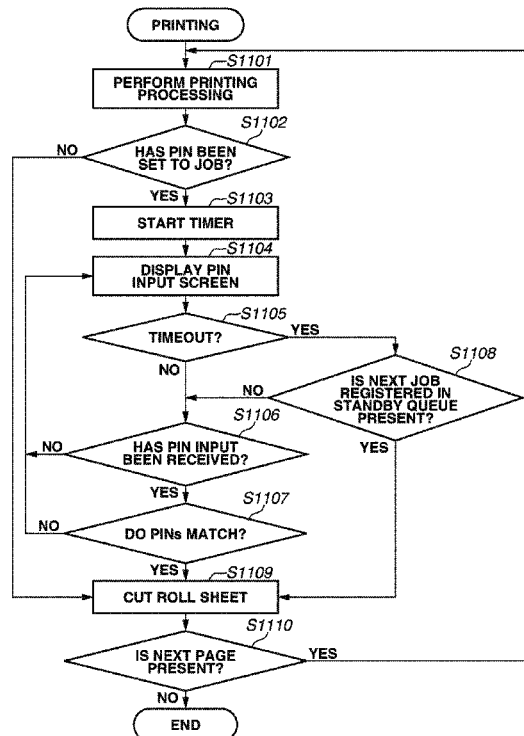 PRINTING
S1101
PERFORM PRINTING
PROCESSING
S1102
NO
HAS PIN BEEN
SET TO JOB?
YES
S1103
START TIMER
S1104
DISPLAY PIN
INPUT SCREEN
S1105
TIMEOUT?
YES
NO
S1108
IS NEXT JOB
REGISTERED IN
STANDBY QUEUE
PRESENT?
NO
YES
S1106
NO
HAS PIN INPUT
BEEN RECEIVED?
YES
S1107
NO
DO PINs MATCH?
YES
S1109
CUT ROLL SHEET
S1110
IS NEXT PAGE
PRESENT?
YES
NO
END